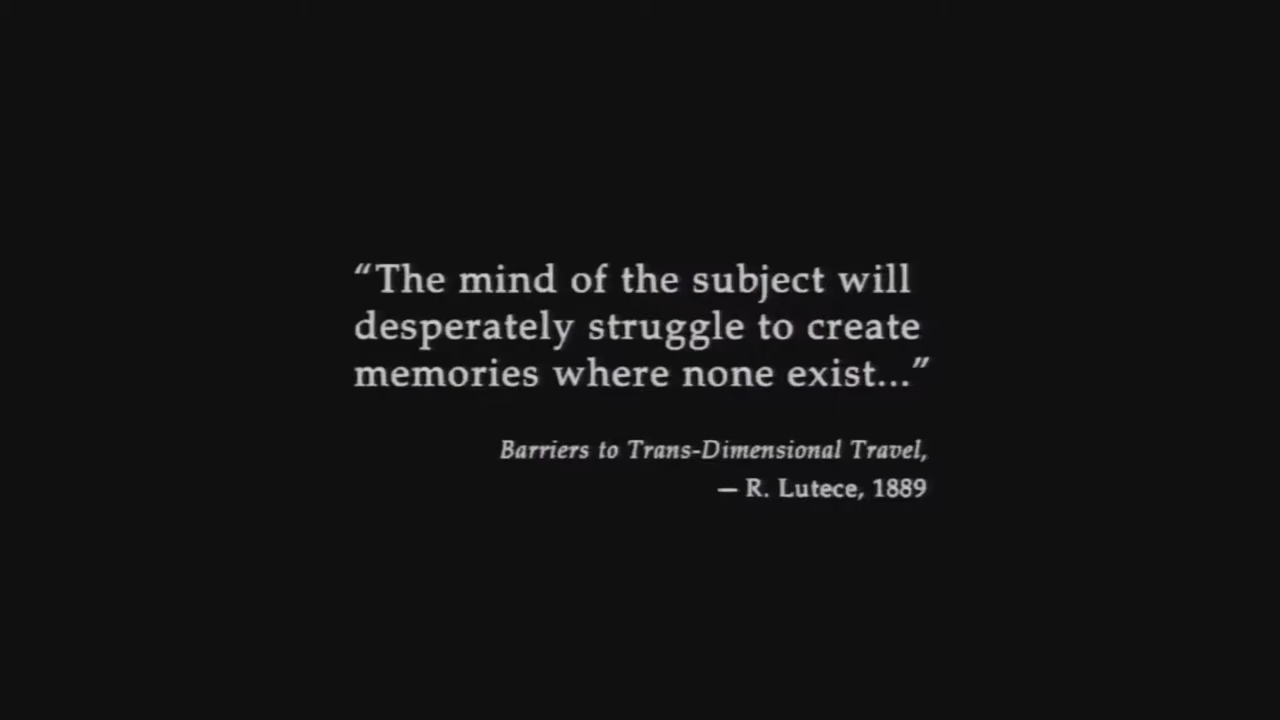 “The mind of the subject will
desperately struggle to create
memories where none exist...”
Barriers to Trans-Dimensional Travel,
— R. Lutece, 1889